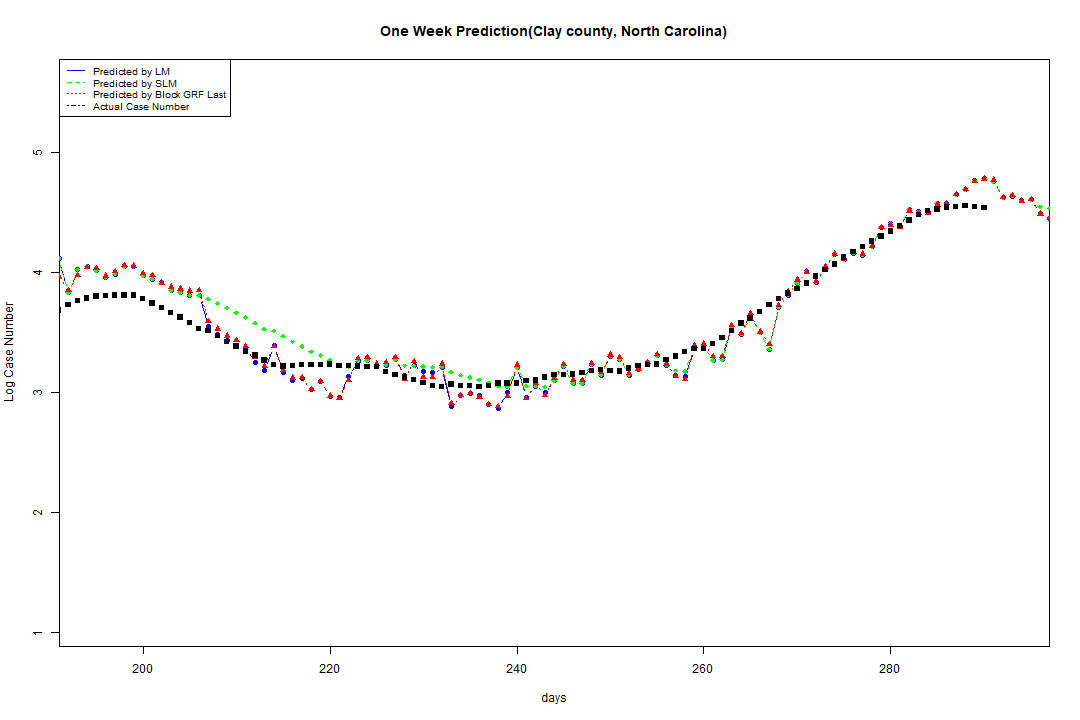 One Week Prediction(Clay county, North Carolina)
Predicted by LM
Predicted by SLM
Predicted by Block GRF Last
Actual Case Number
5
4
3
2
1
Log Case Number
200 220 240 260 280
days